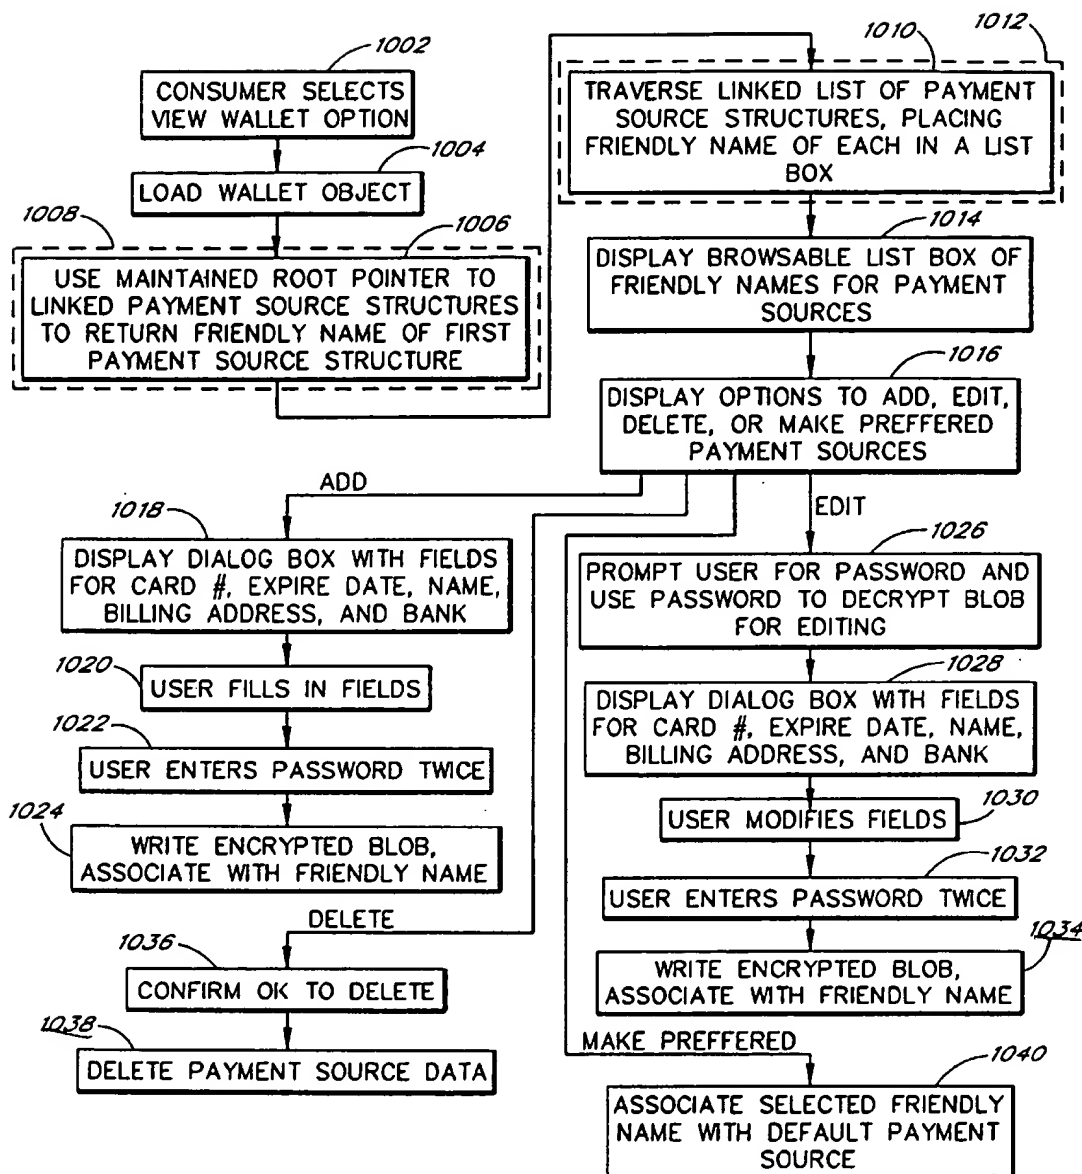 1002
CONSUMER SELECTS
VIEW WALLET OPTION
1004
LOAD WALLET OBJECT
1008
1006
USE MAINTAINED ROOT POINTER TO
LINKED PAYMENT SOURCE STRUCTURES
TO RETURN FRIENDLY NAME OF FIRST
PAYMENT SOURCE STRUCTURE
1010
1012
TRAVERSE LINKED LIST OF PAYMENT
SOURCE STRUCTURES, PLACING
FRIENDLY NAME OF EACH IN A LIST
BOX
1014
DISPLAY BROWSABLE LIST BOX OF
FRIENDLY NAMES FOR PAYMENT
SOURCES
1016
DISPLAY OPTIONS TO ADD, EDIT,
DELETE, OR MAKE PREFFERED
PAYMENT SOURCES
ADD
1018
DISPLAY DIALOG BOX WITH FIELDS
FOR CARD #, EXPIRE DATE, NAME,
BILLING ADDRESS, AND BANK
1020
USER FILLS IN FIELDS
1022
USER ENTERS PASSWORD TWICE
1024
WRITE ENCRYPTED BLOB,
ASSOCIATE WITH FRIENDLY NAME
DELETE
1036
CONFIRM OK TO DELETE
1038
DELETE PAYMENT SOURCE DATA
EDIT
1026
PROMPT USER FOR PASSWORD AND
USE PASSWORD TO DECRYPT BLOB
FOR EDITING
1028
DISPLAY DIALOG BOX WITH FIELDS
FOR CARD #, EXPIRE DATE, NAME,
BILLING ADDRESS, AND BANK
1030
USER MODIFIES FIELDS
1032
USER ENTERS PASSWORD TWICE
1034
WRITE ENCRYPTED BLOB,
ASSOCIATE WITH FRIENDLY NAME
MAKE PREFFERED
1040
ASSOCIATE SELECTED FRIENDLY
NAME WITH DEFAULT PAYMENT
SOURCE